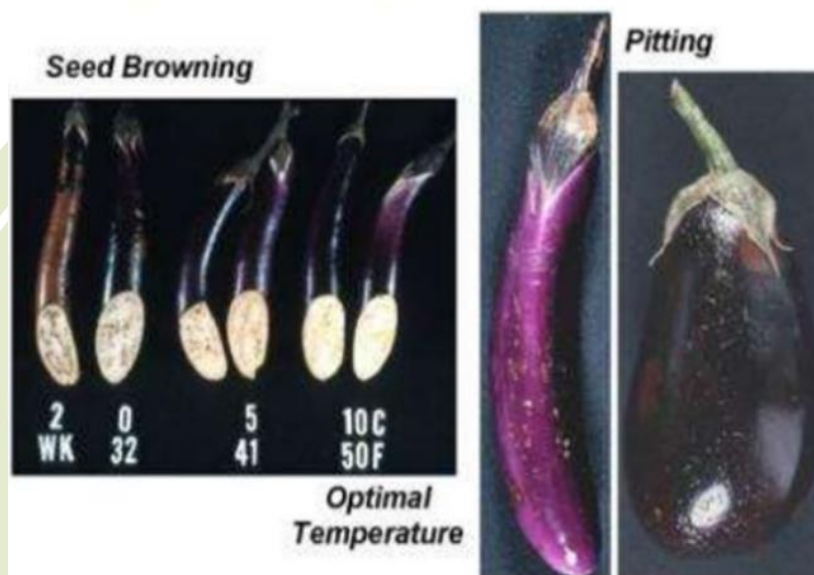 Seed Browning
Pitting
2 0 5 10C
WK 32 41 50F
Optimal
Temperature